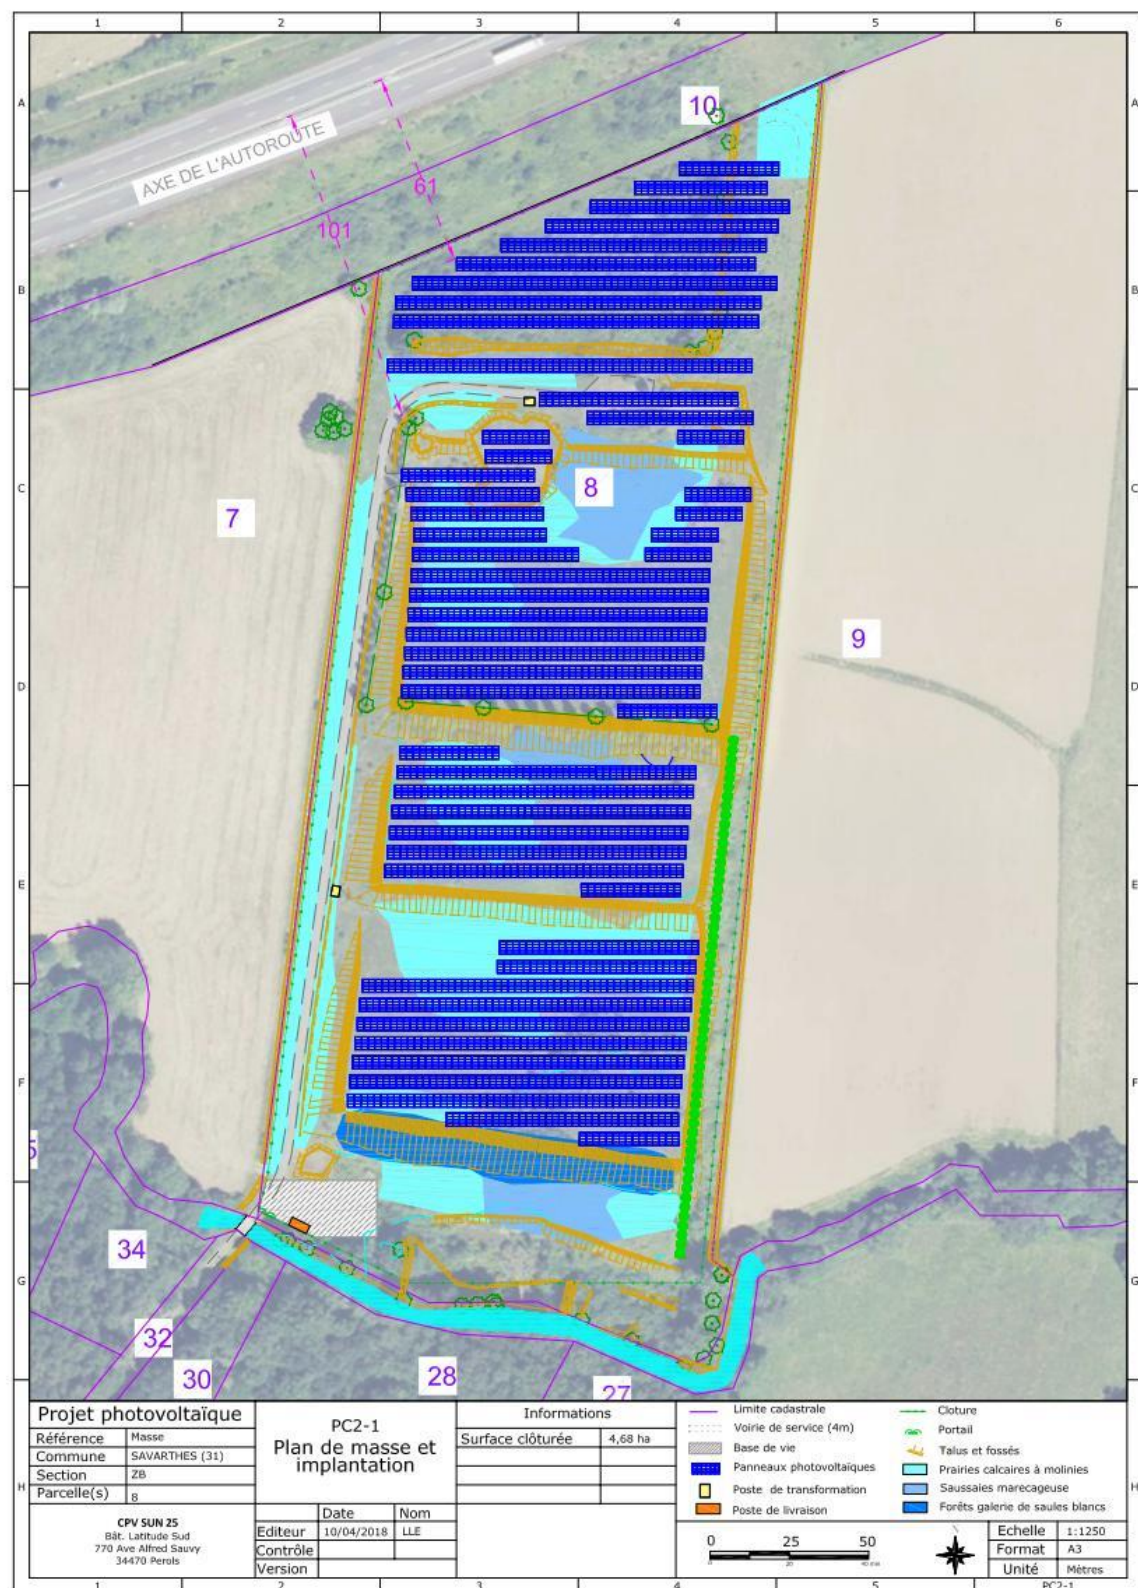 1 2 3 4 5 6
A A
10
AXE DE L'AUTOROUTE
61
101
B B
8
C C
7
9
D D
E E
F F
34
G G
32
28
30
27
Projet photovoltaïque
Référence Masse
Commune SAVARTHES (31)
Section ZB
Parcelle(s) 8
CPV SUN 25
Bât. Latitude Sud
770 Ave Alfred Sauvy
34470 Perols
PC2-1
Plan de masse et
implantation
Date Nom
Editeur 10/04/2018 LLE
Contrôle
Version
Informations
Surface clôturée 4,68 ha
Limite cadastrale
Voirie de service (4m)
Base de vie
Panneaux photovoltaïques
Poste de transformation
Poste de livraison
Cloture
Portail
Talus et fossés
Prairies calcaires à molinies
Saussaies marecageuse
Forêts galerie de saules blancs
H H
0 25 50
Echelle 1:1250
Format A3
Unité Mètres
1 2 3 4 5 PC2-1